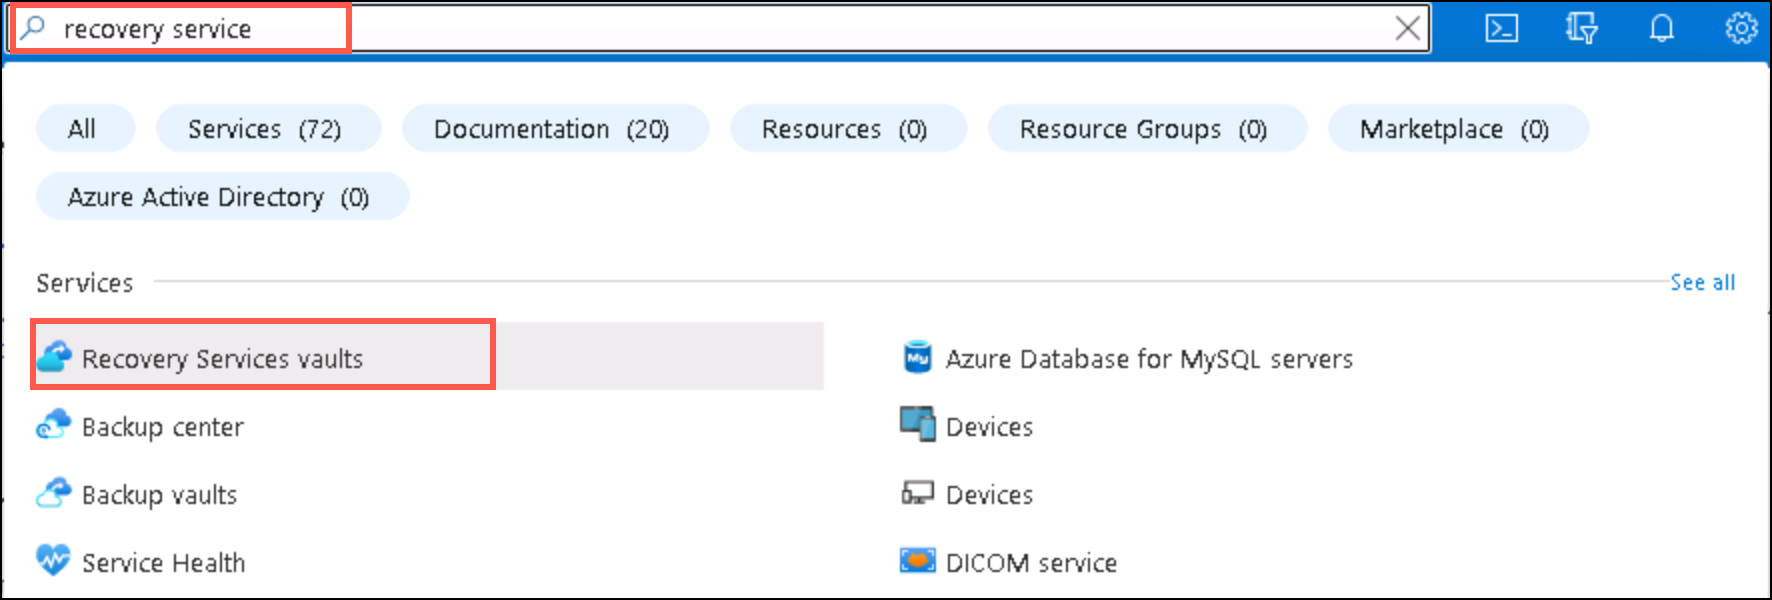 recovery service
All Services (72) Documentation (20) Resources (0) Resource Groups (0) Marketplace (0)
Azure Active Directory (0)
Services See all
Recovery Services vaults
Azure Database for MySQL servers
Backup center
Devices
Backup vaults
Devices
Service Health
DICOM service